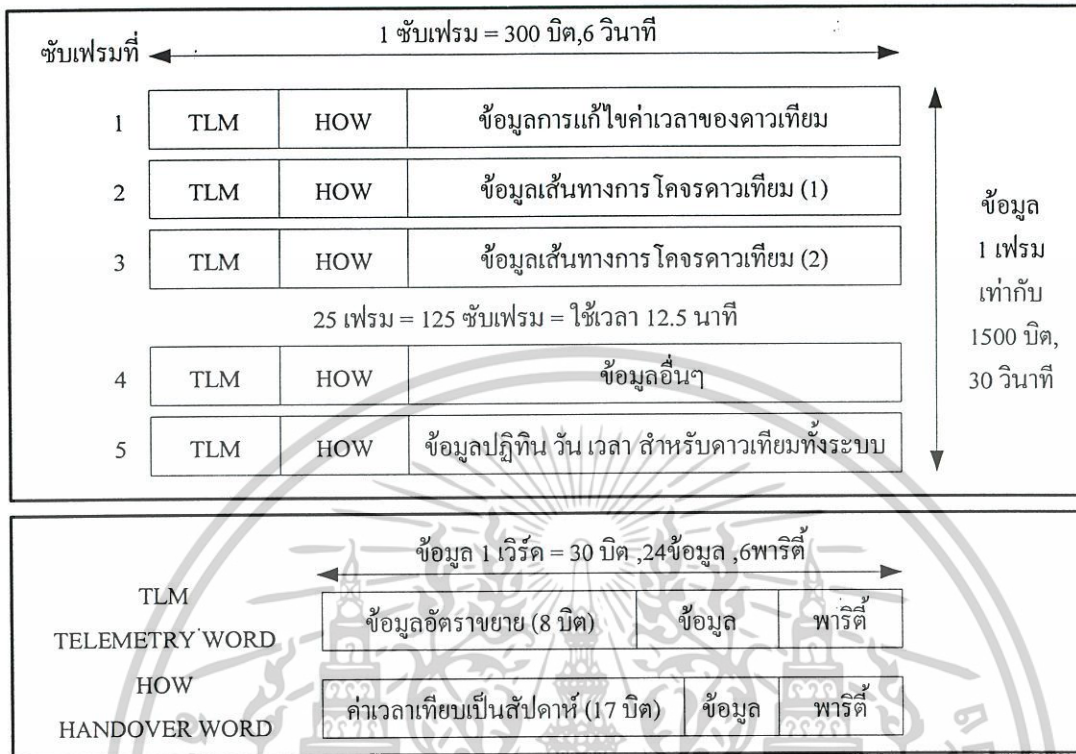 1 ซับเฟรม = 300 บิต,6 วินาที
ซับเฟรมที่
1 TLM HOW ข้อมูลการแก้ไขค่าเวลาของดาวเทียม
2 TLM HOW ข้อมูลเส้นทางการโคจรดาวเทียม (1)
3 TLM HOW ข้อมูลเส้นทางการโคจรดาวเทียม (2)
25 เฟรม = 125 ซับเฟรม = ใช้เวลา 12.5 นาที
4 TLM HOW ข้อมูลอื่นๆ
5 TLM HOW ข้อมูลปฏิทิน วัน เวลา สำหรับดาวเทียมทั้งระบบ
ข้อมูล
1 เฟรม
เท่ากับ
1500 บิต,
30 วินาที
ข้อมูล 1 เวิร์ค = 30 บิต ,24ข้อมูล ,6พาริตี้
TLM
TELEMETRY WORD
ข้อมูลอัตราขยาย (8 บิต) ข้อมูล พาริตี้
HOW
HANDOVER WORD
ค่าเวลาเทียบเป็นสัปดาห์ (17 บิต) ข้อมูล พาริตี้